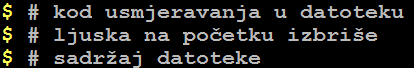 $ # kod usmjeravanja u datoteku
$ # ljuska na početku izbriše
$ # sadržaj datoteke